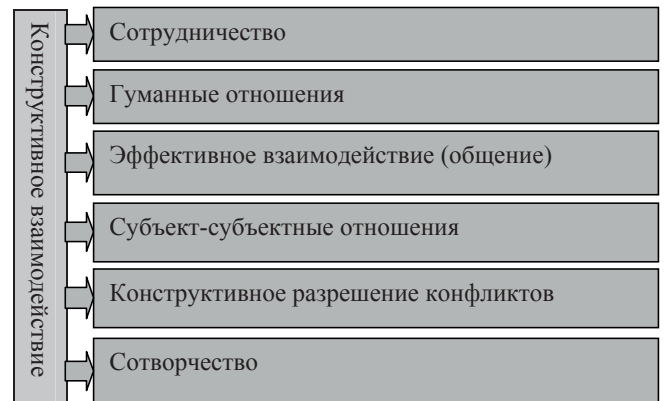 Конструктивное взаимодействие
Сотрудничество
Гуманные отношения
Эффективное взаимодействие (общение)
Субъект-субъектные отношения
Конструктивное разрешение конфликтов
Сотворчество